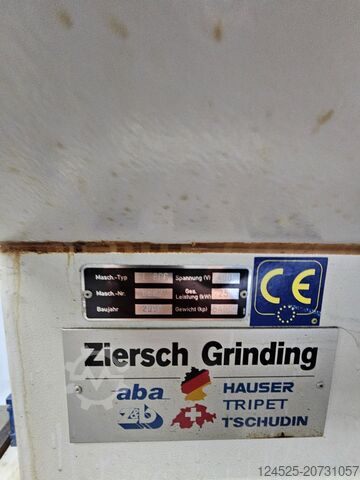 Masch.-Typ Spannung (V)
Masch.-Nr. Ges. Leistung (kW)
Baujahr Gewicht (kg)
CE
Ziersch Grinding
aba HAUSER
z&b TRIPET
TSCHUDIN
124525-20731057